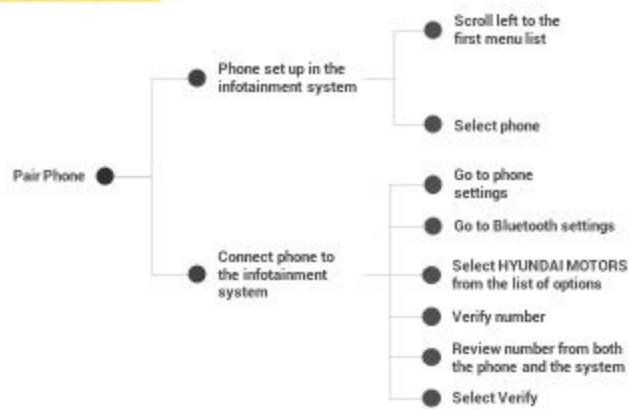 Pair Phone
Phone set up in the
infotainment system
Scroll left to the
first menu list
Select phone
Connect phone to
the infotainment
system
Go to phone
settings
Go to Bluetooth settings
Select HYUNDAI MOTORS
from the list of options
Verify number
Review number from both
the phone and the system
Select Verify